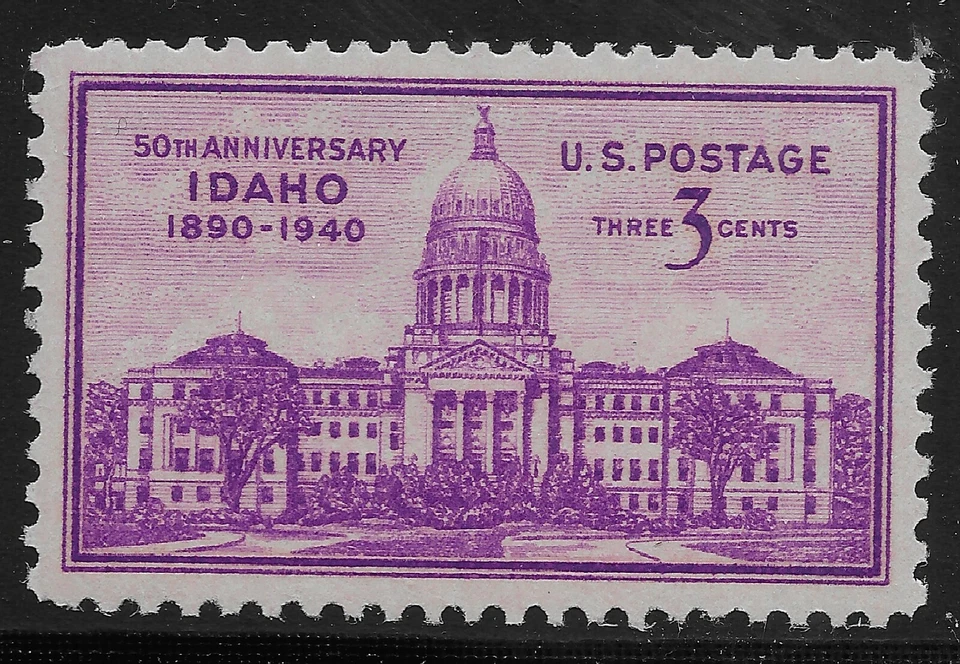 50TH ANNIVERSARY
IDAHO
1890-1940
U.S. POSTAGE
THREE 3 CENTS